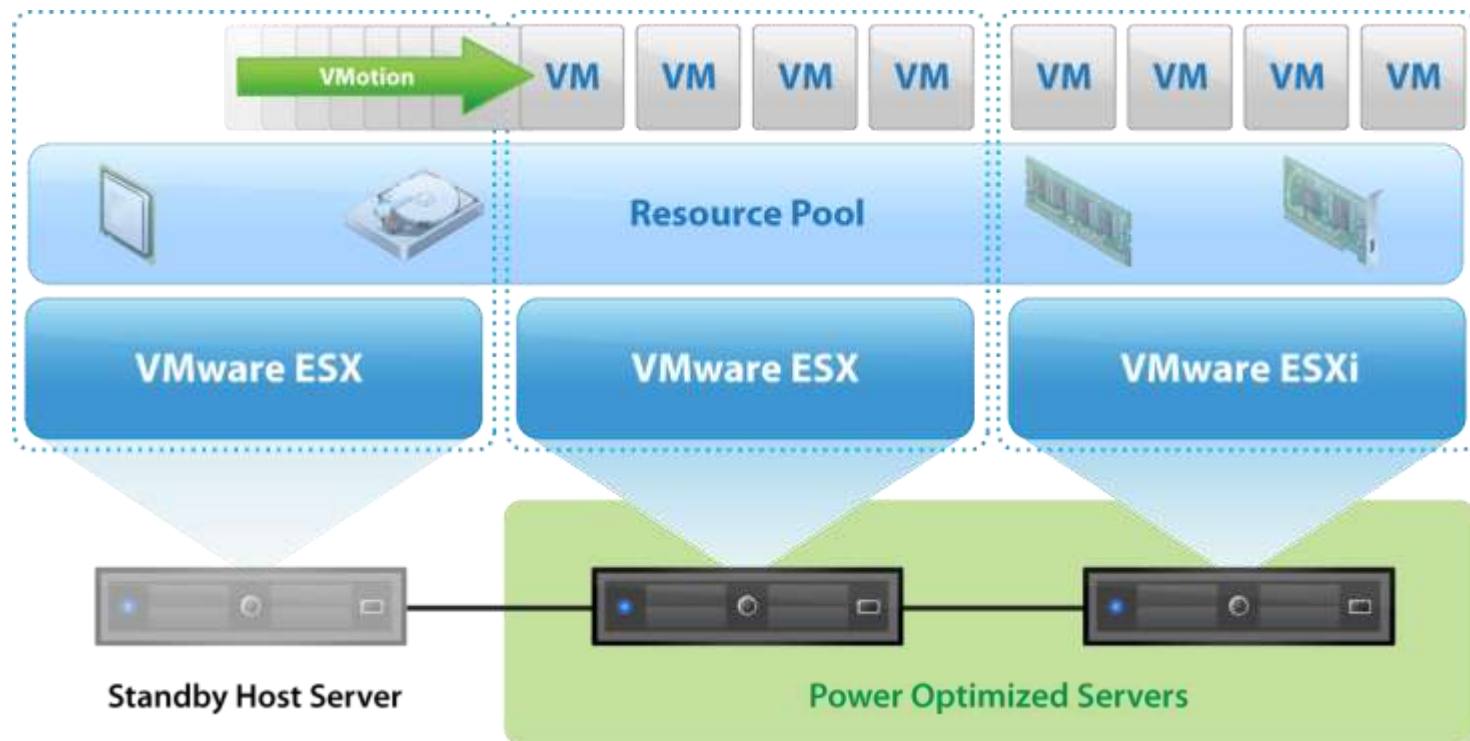 VMotion
VM VM VM VM VM VM VM VM
Resource Pool
VMware ESX VMware ESX VMware ESXi
Standby Host Server
Power Optimized Servers